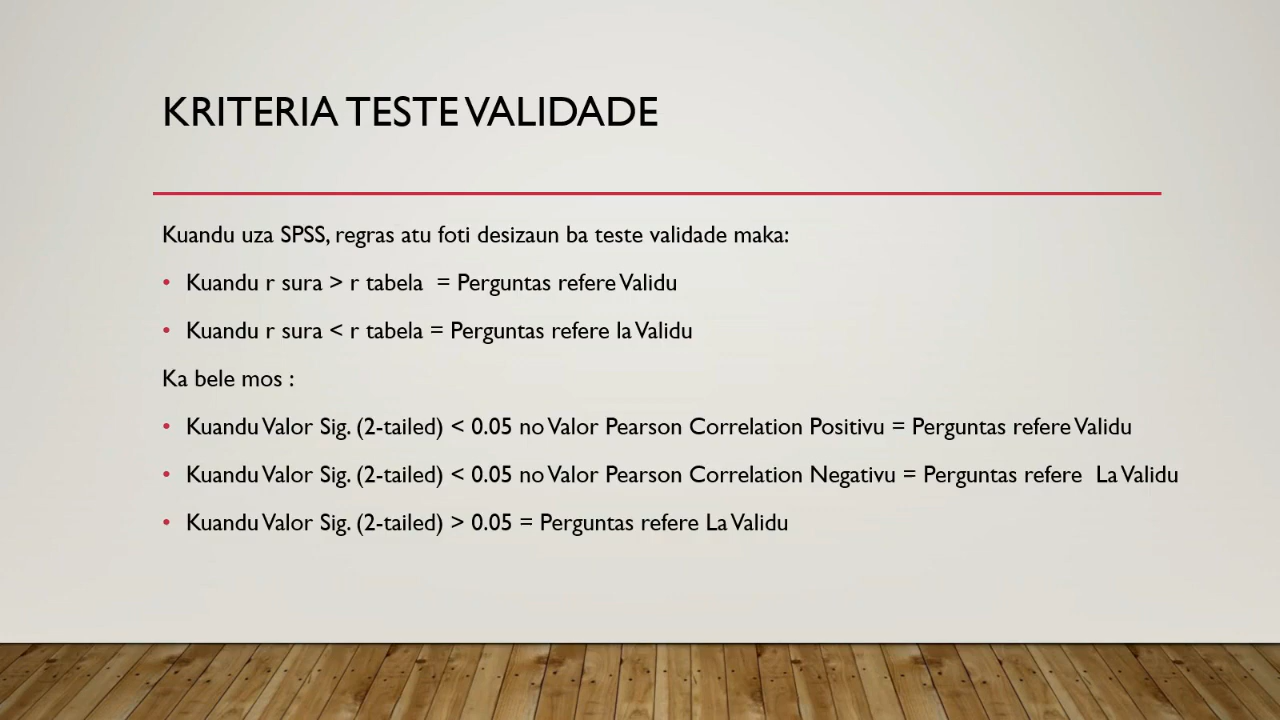 KRITERIA TESTE VALIDADE
Kuandu uza SPSS, regras atu foti desizaun ba teste validade maka:
• Kuandu r sura > r tabela = Perguntas refere Validu
• Kuandu r sura < r tabela = Perguntas refere la Validu
Ka bele mos :
• Kuandu Valor Sig. (2-tailed) < 0.05 no Valor Pearson Correlation Positivu = Perguntas refere Validu
• Kuandu Valor Sig. (2-tailed) < 0.05 no Valor Pearson Correlation Negativu = Perguntas refere La Validu
• Kuandu Valor Sig. (2-tailed) > 0.05 = Perguntas refere La Validu